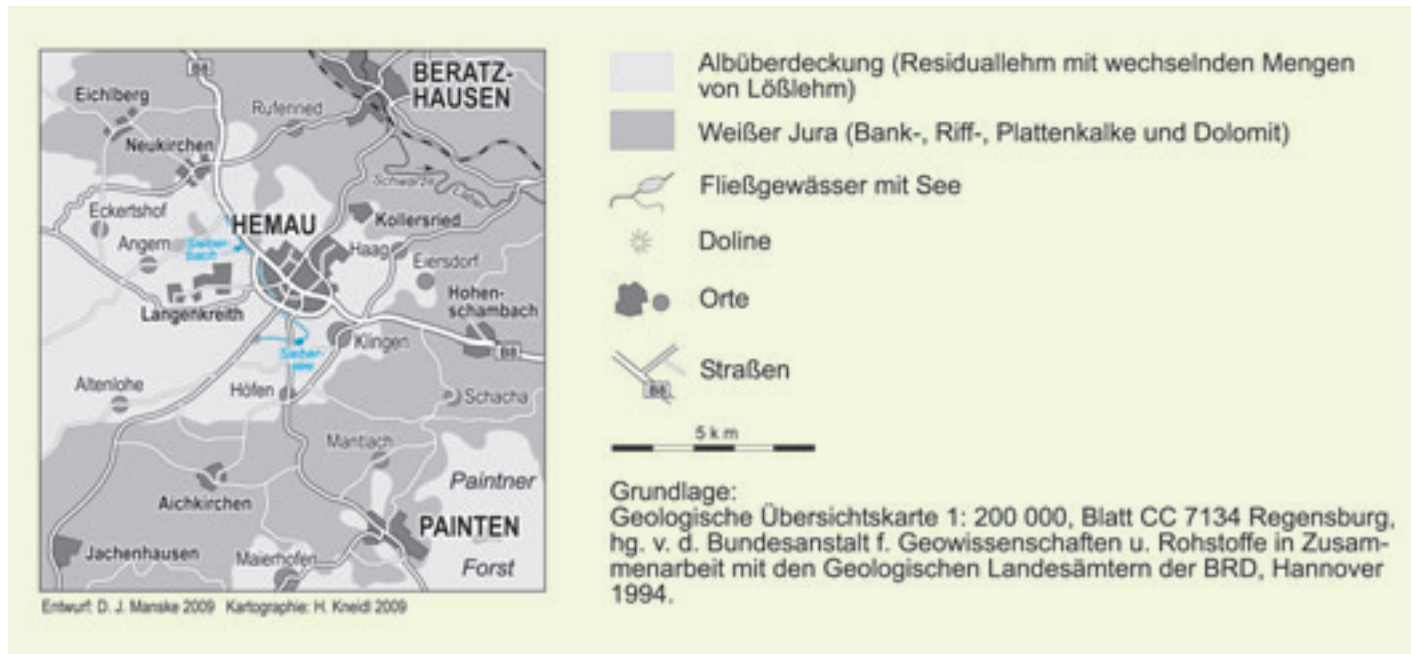 B8
BERATZ-
HAUSEN
Eichlberg
Rufenried
Neukirchen
Schwarze
Laber
Eckertshof
HEMAU
Kollersried
Angern
Haag
Eiersdorf
Langenkreith
Hohen-
schambach
B8
Klingen
Altenlohe
Höfen
Schacha
Mantlach
Paintner
Aichkirchen
PAINTEN
Jachenhausen
Maierhofen
Forst
Entwurf: D. J. Manske 2009 Kartographie: H. Kneidl 2009
Albüberdeckung (Residuallehm mit wechselnden Mengen
von Lößlehm)
Weißer Jura (Bank-, Riff-, Plattenkalke und Dolomit)
Fließgewässer mit See
Doline
Orte
Straßen
B8
5 km
Grundlage:
Geologische Übersichtskarte 1: 200 000, Blatt CC 7134 Regensburg,
hg. v. d. Bundesanstalt f. Geowissenschaften u. Rohstoffe in Zusam-
menarbeit mit den Geologischen Landesämtern der BRD, Hannover
1994.